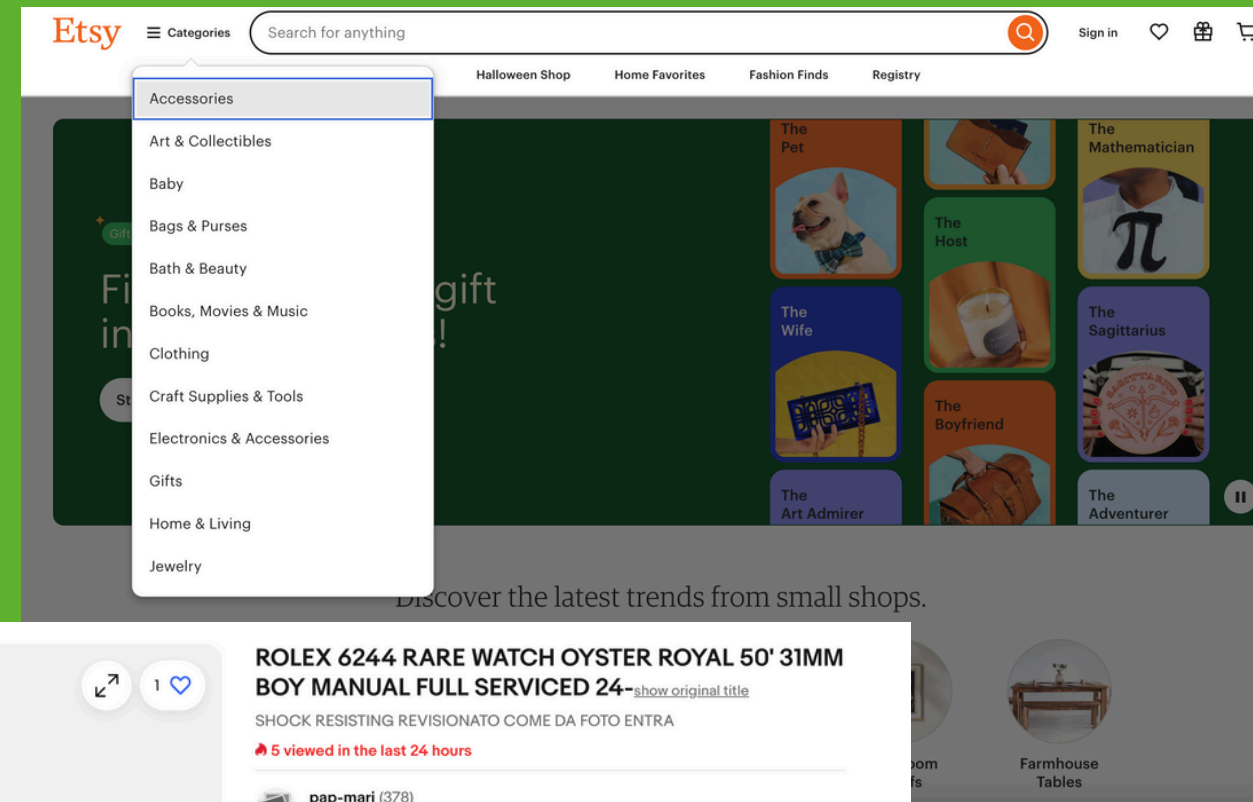 Etsy
Categories
Search for anything
Sign in
Halloween Shop
Home Favorites
Fashion Finds
Registry
Accessories
Art & Collectibles
Baby
Bags & Purses
Bath & Beauty
Books, Movies & Music
Clothing
Craft Supplies & Tools
Electronics & Accessories
Gifts
Home & Living
Jewelry
Gift
gift
!
The
Pet
The
Wife
The
Art Admirer
The
Host
The
Boyfriend
The
Mathematician
π
The
Sagittarius
SAGITTARIUS
The
Adventurer
Discover the latest trends from small shops.
Farmhouse
Tables
1
ROLEX 6244 RARE WATCH OYSTER ROYAL 50' 31MM
BOY MANUAL FULL SERVICED 24-show original title
SHOCK RESISTING REVISIONATO COME DA FOTO ENTRA
5 viewed in the last 24 hours
pap-mari (378)